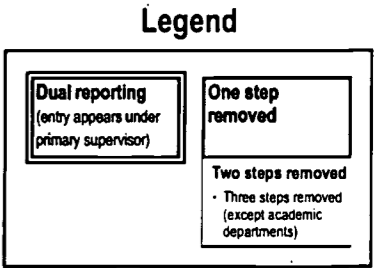 Legend
Dual reporting
(entry appears under
primary supervisor)
One step
removed
Two steps removed
• Three steps removed
(except academic
departments)